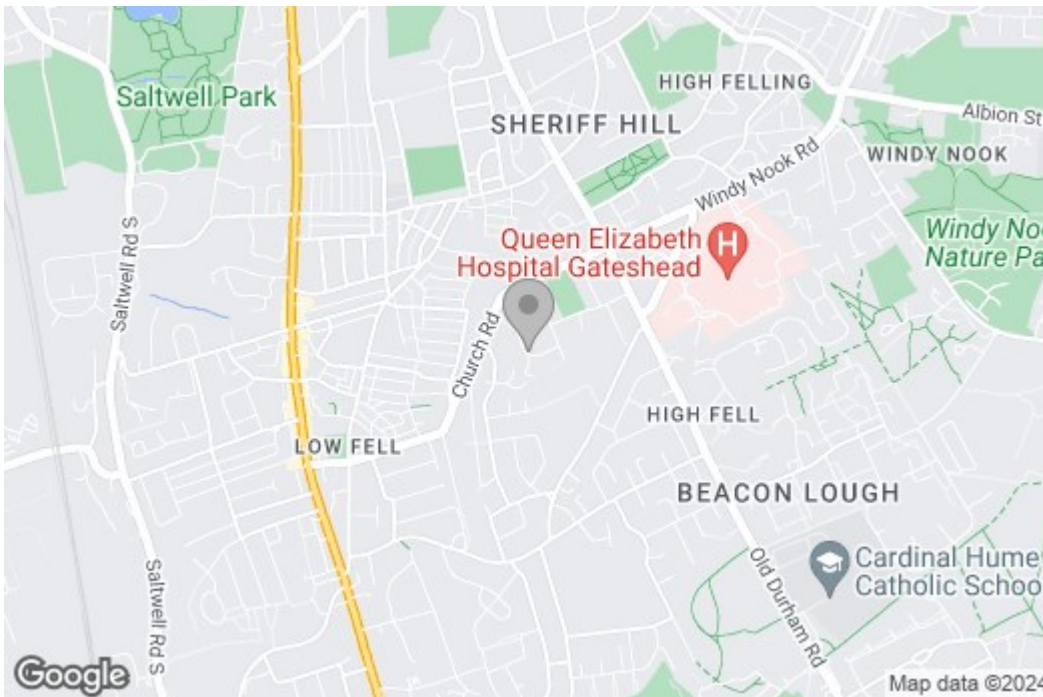 Saltwell Park
HIGH FELLING
SHERIFF HILL
Albion St
WINDY NOOK
Windy Nook Rd
Windy Noo
Nature Pa
Queen Elizabeth
Hospital Gateshead
H
Saltwell Rd S
Church Rd
HIGH FELL
LOW FELL
BEACON LOUGH
Old Durham Rd
Cardinal Hume
Catholic Schoo
Saltwell Rd S
Google
Map data ©2024